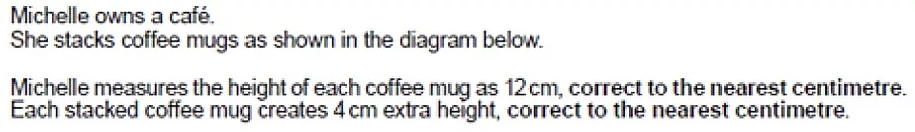 Michelle owns a café.
She stacks coffee mugs as shown in the diagram below.
Michelle measures the height of each coffee mug as 12 cm, correct to the nearest centimetre.
Each stacked coffee mug creates 4 cm extra height, correct to the nearest centimetre.